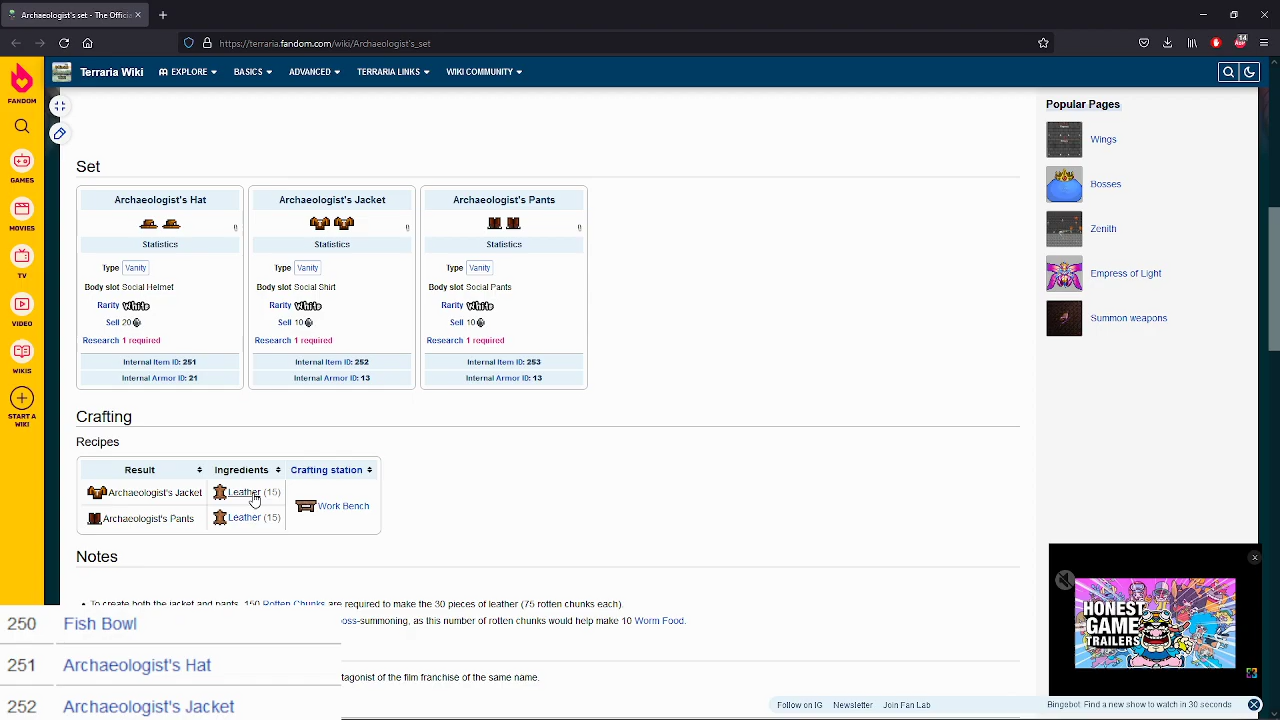 Archaeologist's set - The Offici
https://terraria.fandom.com/wiki/Archaeologist's_set
14
FANDOM
GAMES
MOVIES
TV
VIDEO
WIKIS
START A
WIKI
Terraria Wiki
EXPLORE
BASICS
ADVANCED
TERRARIA LINKS
WIKI COMMUNITY
Set
Archaeologist's Hat
Statistics
Type Vanity
Body slot Social Helmet
Rarity White
Sell 20
Research 1 required
Internal Item ID: 251
Internal Armor ID: 21
Archaeologist's Jacket
Statistics
Type Vanity
Body slot Social Shirt
Rarity White
Sell 10
Research 1 required
Internal Item ID: 252
Internal Armor ID: 13
Archaeologist's Pants
Statistics
Type Vanity
Body slot Social Pants
Rarity White
Sell 10
Research 1 required
Internal Item ID: 253
Internal Armor ID: 13
Crafting
Recipes
Result Ingredients Crafting station
Archaeologist's Jacket Leather (15)
Work Bench
Archaeologist's Pants Leather (15)
Notes
To create both the jacket and pants, 150 Rotten Chunks are required to make the 30 pieces of leather (75 rotten chunks each).
oss-summoning, as this number of rotten chunks would help make 10 Worm Food.
tagonist of the film franchise of the same name.
250 Fish Bowl
251 Archaeologist's Hat
252 Archaeologist's Jacket
Popular Pages
Wings
Bosses
Zenith
Empress of Light
Summon weapons
HONEST
GAME
TRAILERS
Follow on IG Newsletter Join Fan Lab
Bingebot: Find a new show to watch in 30 seconds